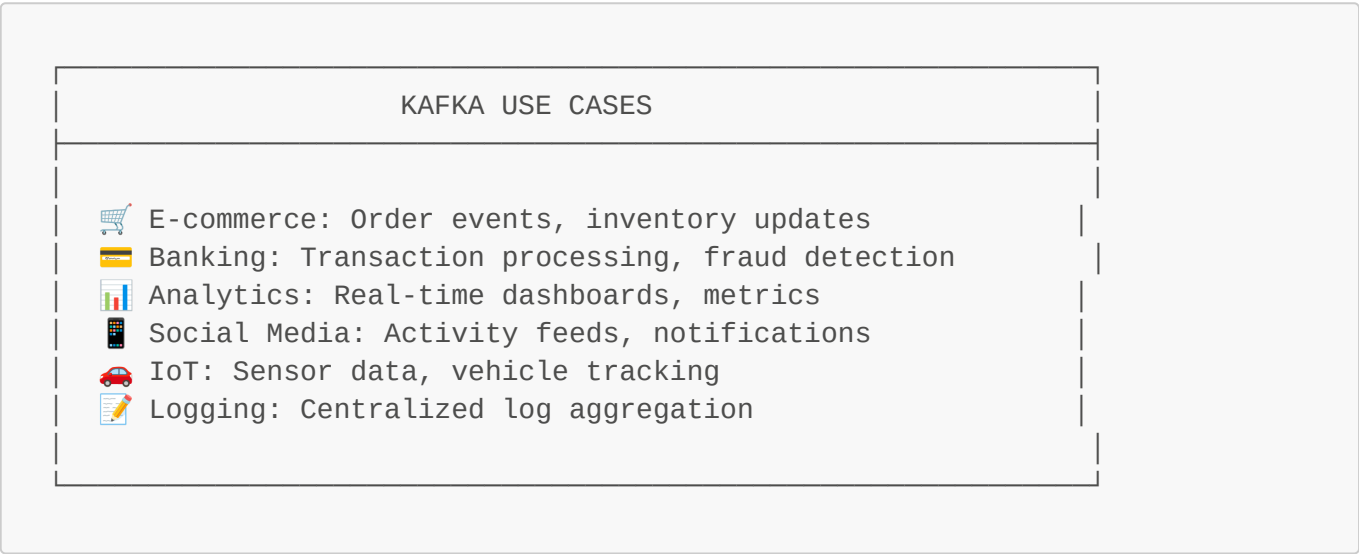 KAFKA USE CASES
🛒 E-commerce: Order events, inventory updates
💳 Banking: Transaction processing, fraud detection
📊 Analytics: Real-time dashboards, metrics
📱 Social Media: Activity feeds, notifications
🚗 IoT: Sensor data, vehicle tracking
📝 Logging: Centralized log aggregation